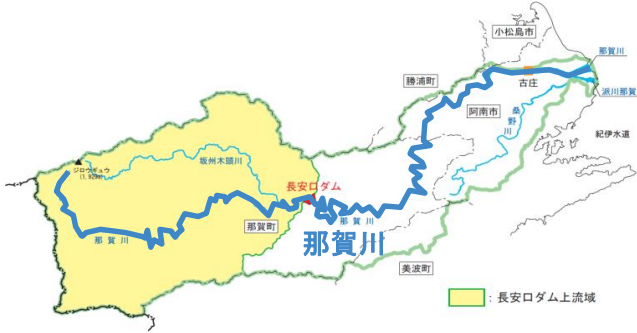 小松島市
那賀川
勝浦町
古庄
派川那賀
阿南市
桑野川
紀伊水道
坂州木頭川
ジロウギュウ
(1,929m)
長安口ダム
那賀川
那賀川
那賀町
那賀川
美波町
：長安口ダム上流域